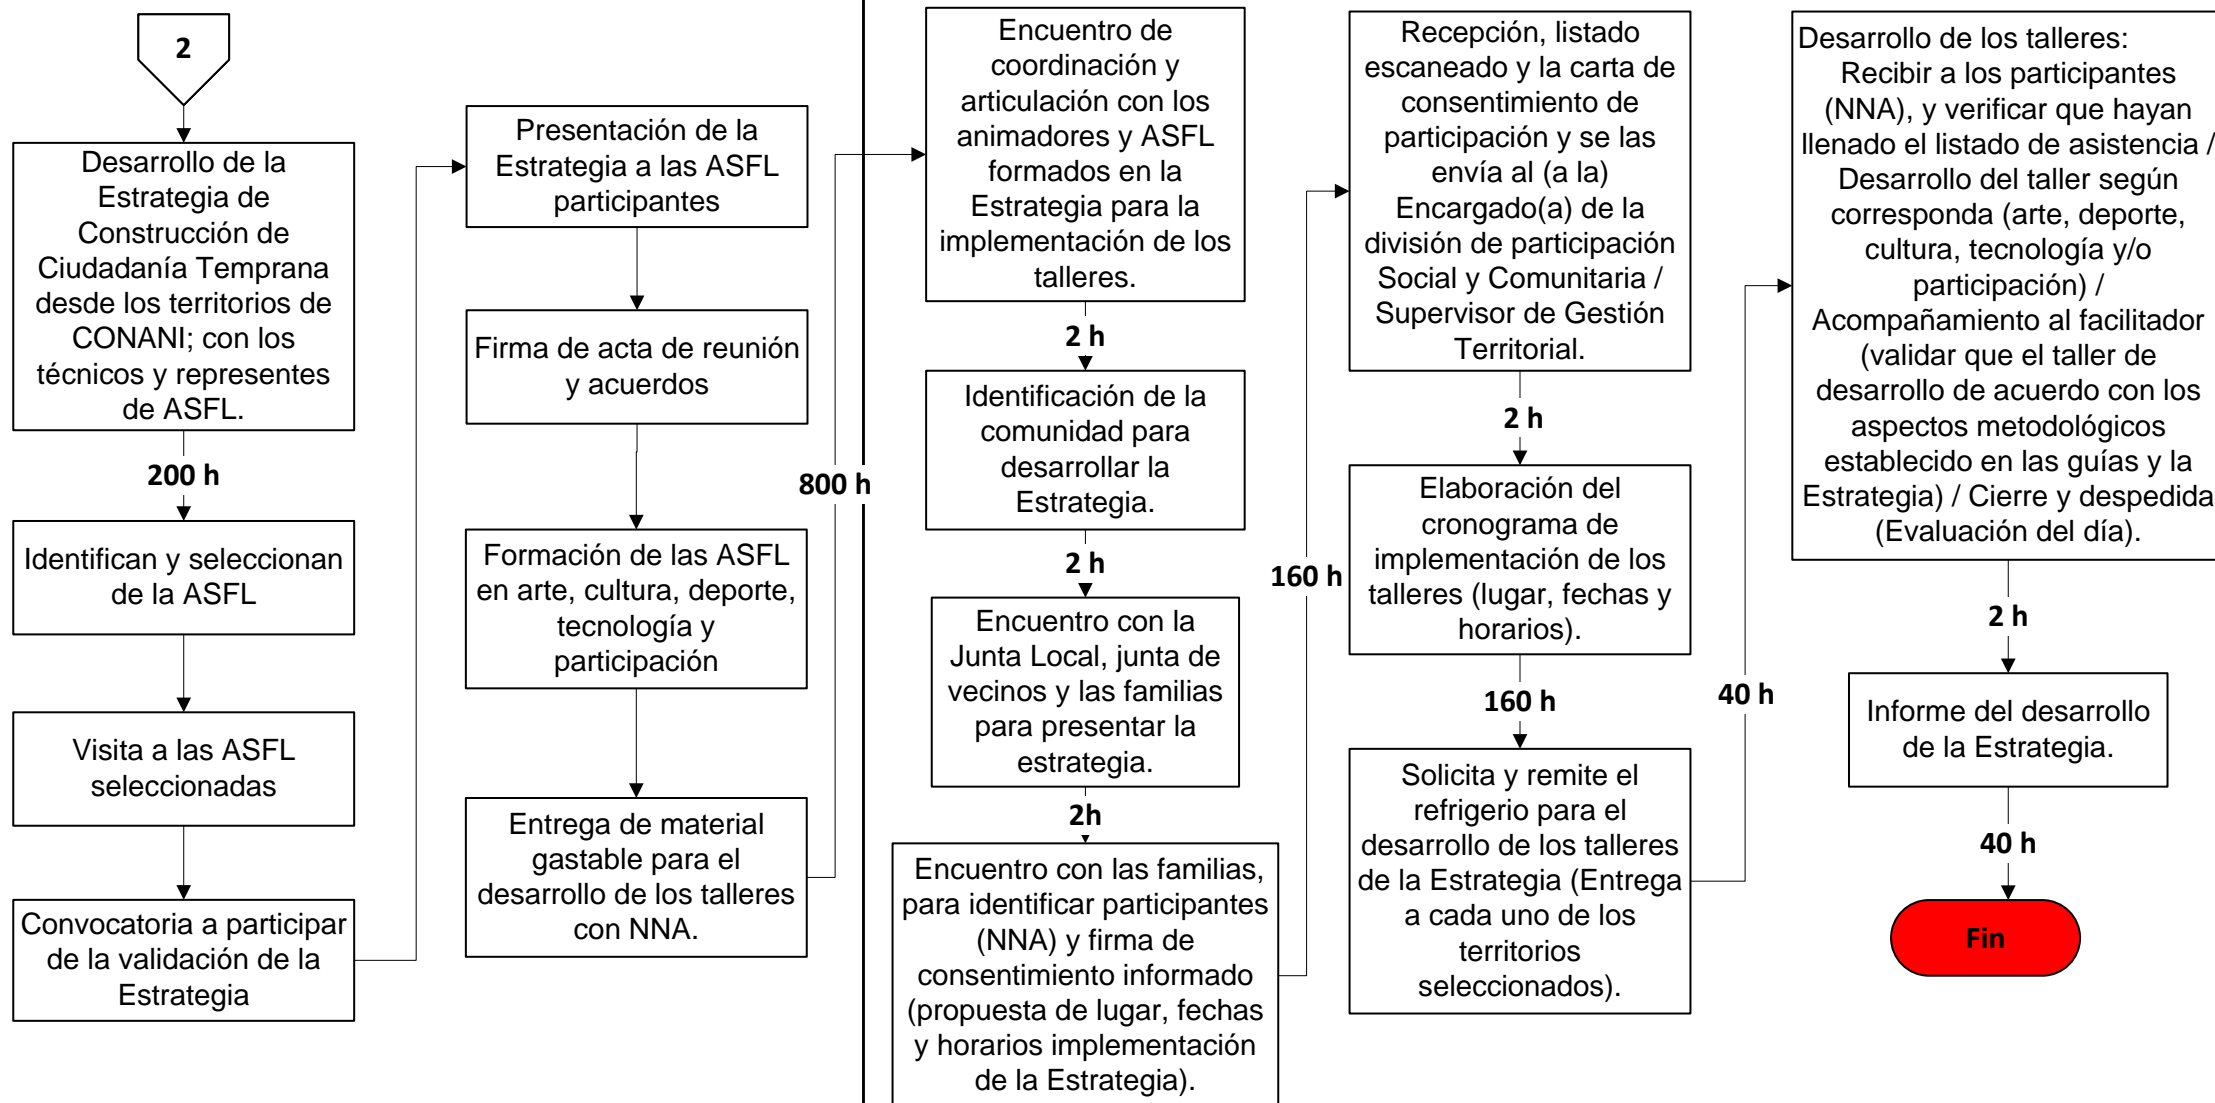 2
Desarrollo de la
Estrategia de
Construcción de
Ciudadanía Temprana
desde los territorios de
CONANI; con los
técnicos y represen­tes
de ASFL.
200 h
Identifican y seleccionan
de la ASFL
Visita a las ASFL
seleccionadas
Convocatoria a participar
de la validación de la
Estrategia
Presentación de la
Estrategia a las ASFL
participantes
Firma de acta de reunión
y acuerdos
Formación de las ASFL
en arte, cultura, deporte,
tecnología y
participación
Entrega de material
gastable para el
desarrollo de los talleres
con NNA.
800 h
Encuentro de
coordinación y
articulación con los
animadores y ASFL
formados en la
Estrategia para la
implementación de los
talleres.
2 h
Identificación de la
comunidad para
desarrollar la
Estrategia.
2 h
Encuentro con la
Junta Local, junta de
vecinos y las familias
para presentar la
estrategia.
2h
Encuentro con las familias,
para identificar participantes
(NNA) y firma de
consentimiento informado
(propuesta de lugar, fechas
y horarios implementación
de la Estrategia).
160 h
Recepción, listado
escaneado y la carta de
consentimiento de
participación y se las
envía al (a la)
Encargado(a) de la
división de participación
Social y Comunitaria /
Supervisor de Gestión
Territorial.
2 h
Elaboración del
cronograma de
implementación de los
talleres (lugar, fechas y
horarios).
160 h
Solicita y remite el
refrigerio para el
desarrollo de los talleres
de la Estrategia (Entrega
a cada uno de los
territorios
seleccionados).
40 h
Desarrollo de los talleres:
Recibir a los participantes
(NNA), y verificar que hayan
llenado el listado de asistencia /
Desarrollo del taller según
corresponda (arte, deporte,
cultura, tecnología y/o
participación) /
Acompañamiento al facilitador
(validar que el taller de
desarrollo de acuerdo con los
aspectos metodológicos
establecido en las guías y la
Estrategia) / Cierre y despedida
(Evaluación del día).
2 h
Informe del desarrollo
de la Estrategia.
40 h
Fin